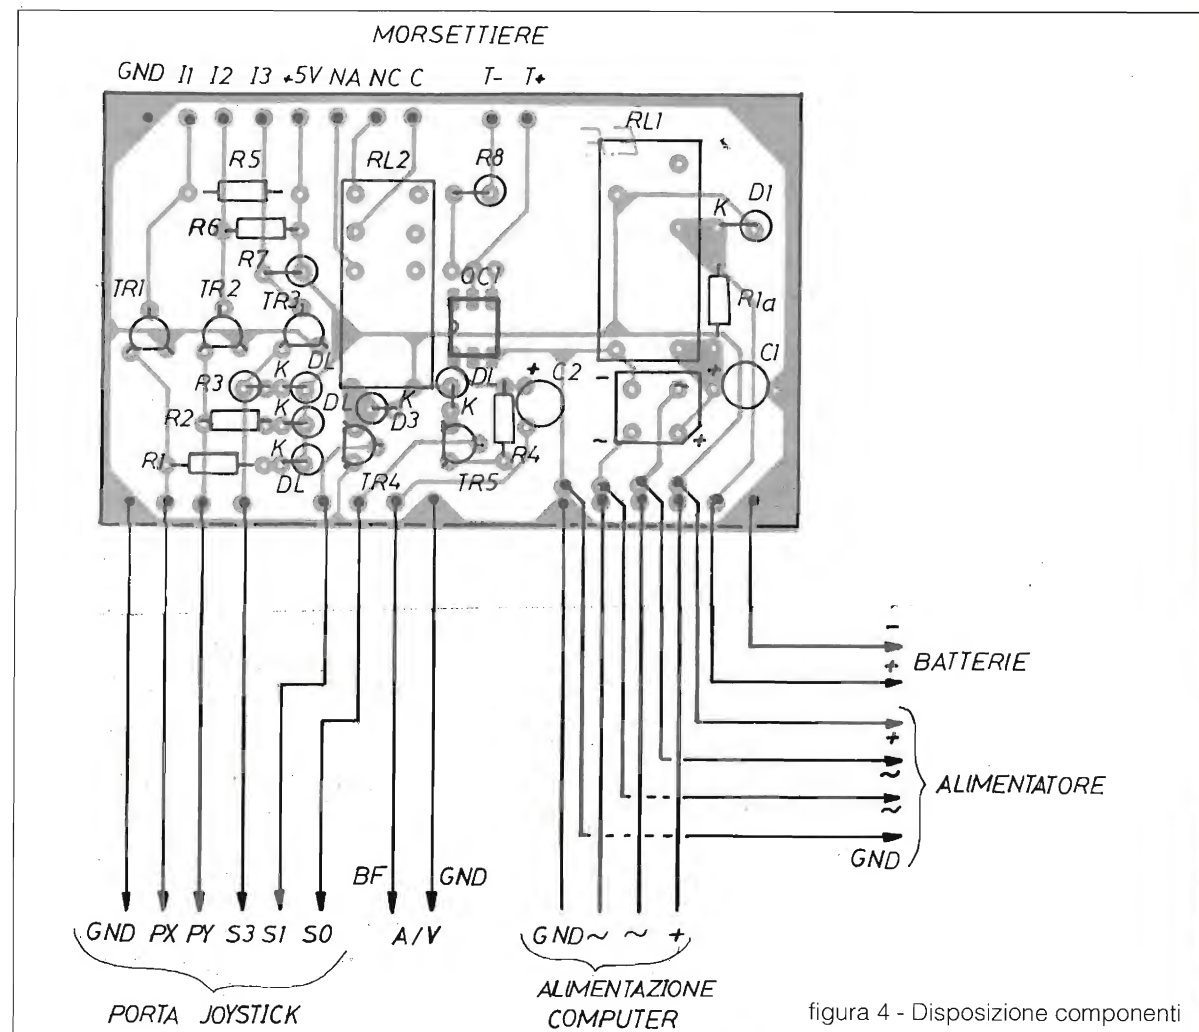 MORSETTIERE
GND I1 I2 I3 +5V NA NC C T- T+
RL1
R5 RL2 R8
D1
K
R6
R7
OC1
TR1 TR2 TR3 R1a
DL C1
K + C2 - - +
R3 DL
DL K
R2 K D3 K
~ +
R1 K R4
DL TR4 TR5
-
+ BATTERIE
+
~ ALIMENTATORE
~
GND
BF GND
GND PX PY S3 S1 S0 A/V GND ~ ~ +
PORTA JOYSTICK
ALIMENTAZIONE
COMPUTER
figura 4 - Disposizione componenti